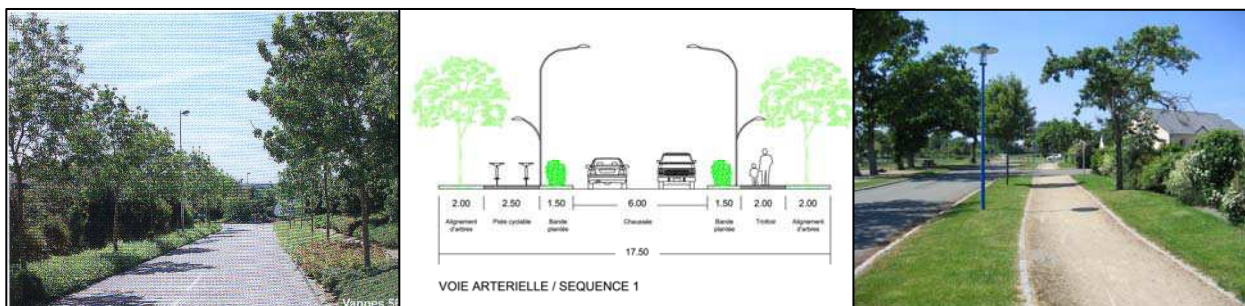 2.00 2.50 1.50 6.00 1.50 2.00 2.00
Alignement Piste cyclable Bande Chaussée Bande Trottoir Alignement
d'arbres plantée plantée d'arbres
17.50
VOIE ARTERIELLE / SEQUENCE 1
Vannes